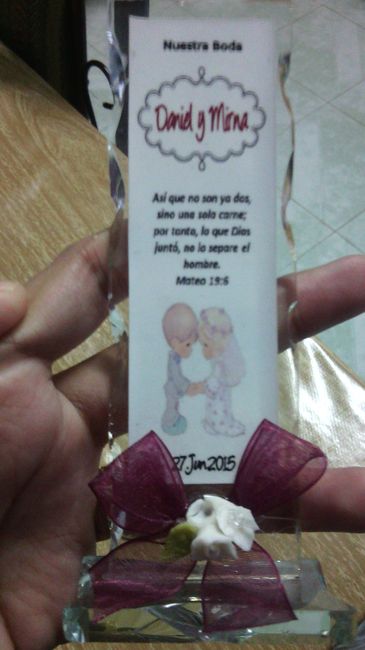 Nuestra Boda
Daniel y Mirna
Así que no son ya dos,
sino una sola carne;
por tanto, lo que Dios
juntó, no lo separe el
hombre.
Mateo 19:6
27.Jun.2015